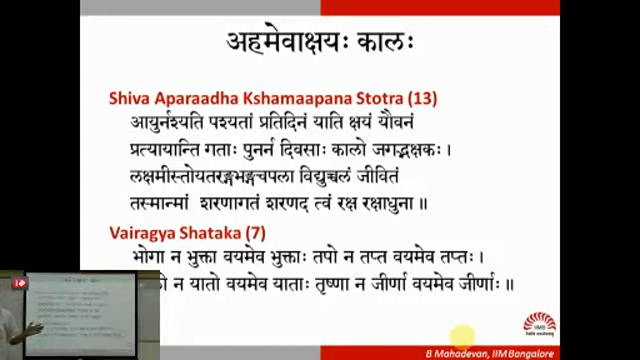 अहमेवाक्षयः कालः
Shiva Aparaadha Kshamaapana Stotra (13)
आयुर्नश्यति पश्यतां प्रतिदिनं याति क्षयं यौवनं
प्रत्यायान्ति गताः पुनर्न दिवसाः कालो जगद्भक्षकः ।
लक्षमीस्तोयतरङ्गभङ्गचपला विद्युच्चलं जीवितं
तस्मान्मां शरणागतं शरणद त्वं रक्ष रक्षाधुना ॥
Vairagya Shataka (7)
भोगा न भुक्ता वयमेव भुक्ताः तपो न तप्त वयमेव तप्तः ।
न यातो वयमेव याताः तृष्णा न जीर्णा वयमेव जीर्णाः ॥
IIMB
B Mahadevan, IIM Bangalore